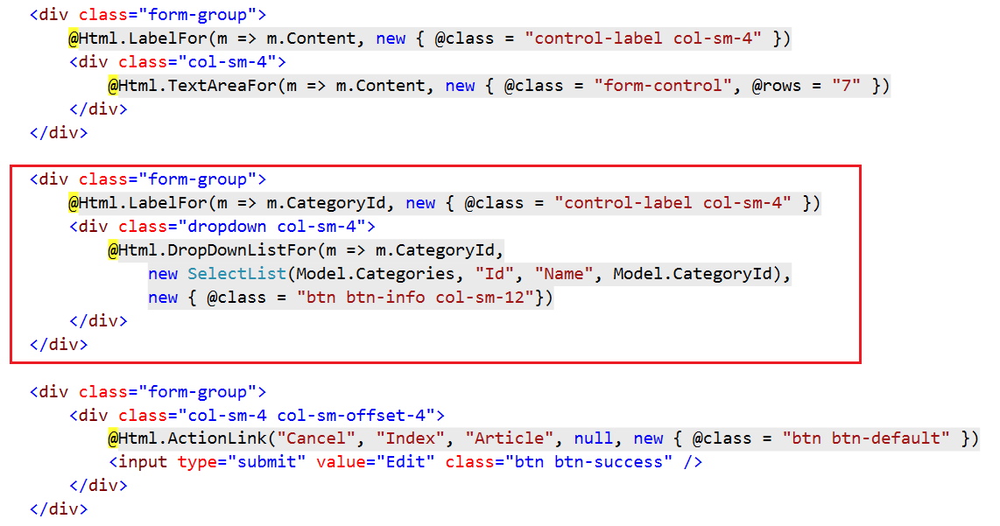 <div class="form-group">
    @Html.LabelFor(m => m.Content, new { @class = "control-label col-sm-4" })
    <div class="col-sm-4">
        @Html.TextAreaFor(m => m.Content, new { @class = "form-control", @rows = "7" })
    </div>
</div>
<div class="form-group">
    @Html.LabelFor(m => m.CategoryId, new { @class = "control-label col-sm-4" })
    <div class="dropdown col-sm-4">
        @Html.DropDownListFor(m => m.CategoryId,
            new SelectList(Model.Categories, "Id", "Name", Model.CategoryId),
            new { @class = "btn btn-info col-sm-12"})
    </div>
</div>
<div class="form-group">
    <div class="col-sm-4 col-sm-offset-4">
        @Html.ActionLink("Cancel", "Index", "Article", null, new { @class = "btn btn-default" })
        <input type="submit" value="Edit" class="btn btn-success" />
    </div>
</div>